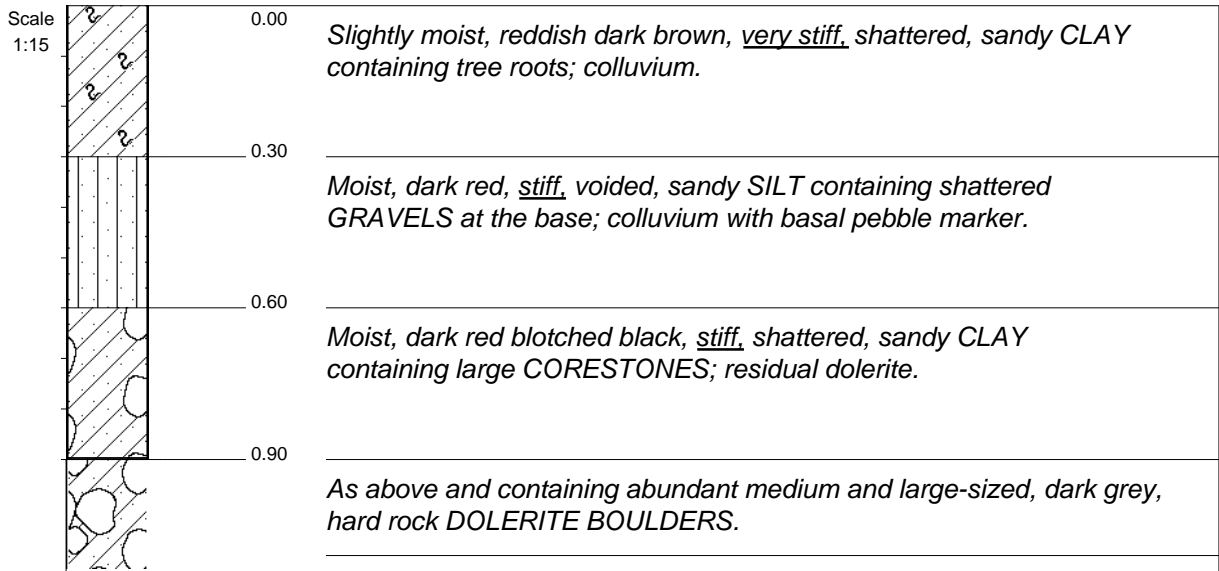 Scale
1:15
0.00
Slightly moist, reddish dark brown, very stiff, shattered, sandy CLAY
containing tree roots; colluvium.
0.30
Moist, dark red, stiff, voided, sandy SILT containing shattered
GRAVELS at the base; colluvium with basal pebble marker.
0.60
Moist, dark red blotched black, stiff, shattered, sandy CLAY
containing large CORESTONES; residual dolerite.
0.90
As above and containing abundant medium and large-sized, dark grey,
hard rock DOLERITE BOULDERS.